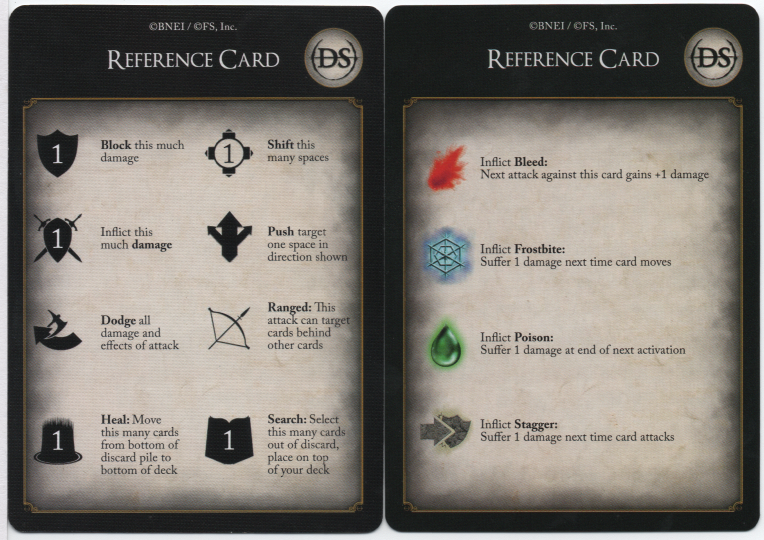 ©BNEI / ©FS, Inc.
REFERENCE CARD
DS
1
Block this much
damage
1
Shift this
many spaces
1
Inflict this
much damage
Push target
one space in
direction shown
Dodge all
damage and
effects of attack
Ranged: This
attack can target
cards behind
other cards
1
Heal: Move
this many cards
from bottom of
discard pile to
bottom of deck
1
Search: Select
this many cards
out of discard,
place on top
of your deck
©BNEI / ©FS, Inc.
REFERENCE CARD
DS
Inflict Bleed:
Next attack against this card gains +1 damage
Inflict Frostbite:
Suffer 1 damage next time card moves
Inflict Poison:
Suffer 1 damage at end of next activation
Inflict Stagger:
Suffer 1 damage next time card attacks